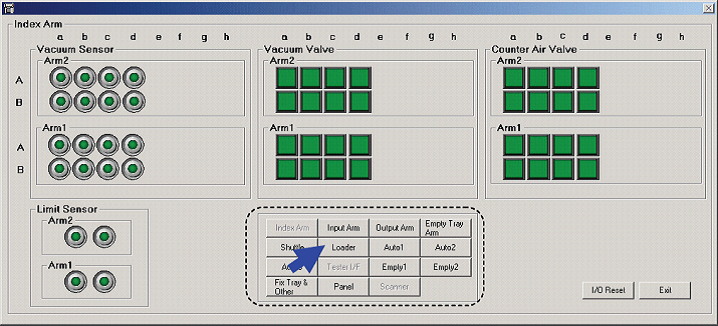 Index Arm
a b c d e f g h a b c d e f g h a b c d e f g h
Vacuum Sensor Vacuum Valve Counter Air Valve
Arm2 Arm2 Arm2
A
B
Arm1 Arm1 Arm1
A
B
Limit Sensor
Arm2
Arm1
Index Arm Input Arm Output Arm Empty Tray Arm
Shuttle Loader Auto1 Auto2
Tester I/F Empty1 Empty2
Fix Tray & Other Panel Scanner
I/O Reset Exit